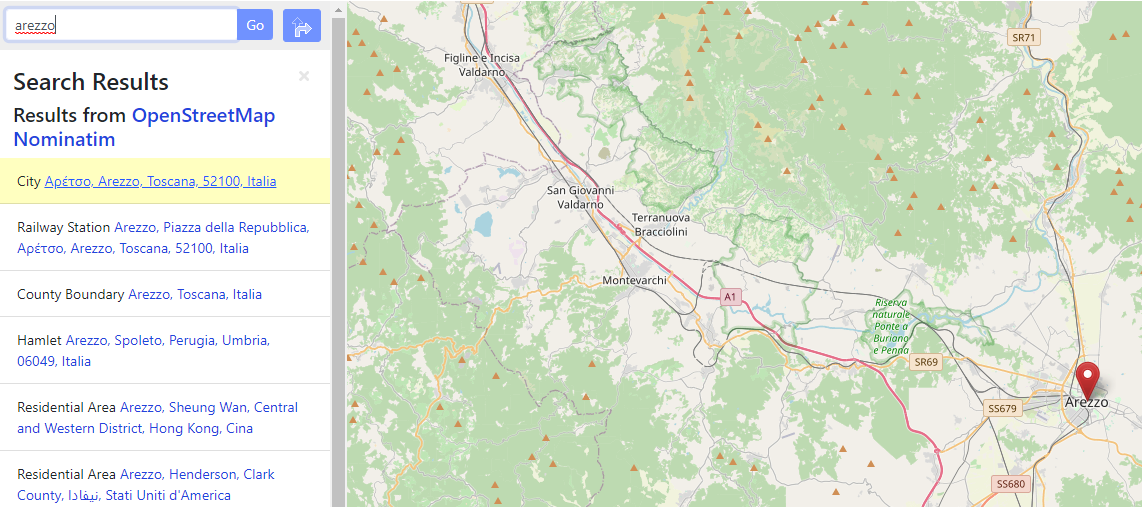 arezzo
Go
Search Results
×
Results from OpenStreetMap
Nominatim
City Αρέτσο, Arezzo, Toscana, 52100, Italia
Railway Station Arezzo, Piazza della Repubblica,
Αρέτσο, Arezzo, Toscana, 52100, Italia
County Boundary Arezzo, Toscana, Italia
Hamlet Arezzo, Spoleto, Perugia, Umbria,
06049, Italia
Residential Area Arezzo, Sheung Wan, Central
and Western District, Hong Kong, Cina
Residential Area Arezzo, Henderson, Clark
County, نيفادا, Stati Uniti d'America
SR71
Figline e Incisa
Valdarno
San Giovanni
Valdarno
Terranuova
Bracciolini
Montevarchi
A1
Riserva
naturale
Ponte a
Buriano
e Penna
SR69
Arezzo
SS679
SS680